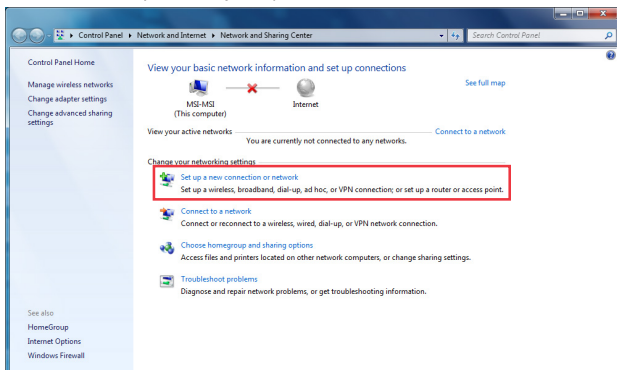 Control Panel ▸ Network and Internet ▸ Network and Sharing Center
Search Control Panel
Control Panel Home
Manage wireless networks
Change adapter settings
Change advanced sharing
settings
View your basic network information and set up connections
See full map
MSI-MSI
(This computer)
Internet
View your active networks
Connect to a network
You are currently not connected to any networks.
Change your networking settings
Set up a new connection or network
Set up a wireless, broadband, dial-up, ad hoc, or VPN connection; or set up a router or access point.
Connect to a network
Connect or reconnect to a wireless, wired, dial-up, or VPN network connection.
Choose homegroup and sharing options
Access files and printers located on other network computers, or change sharing settings.
Troubleshoot problems
Diagnose and repair network problems, or get troubleshooting information.
See also
HomeGroup
Internet Options
Windows Firewall